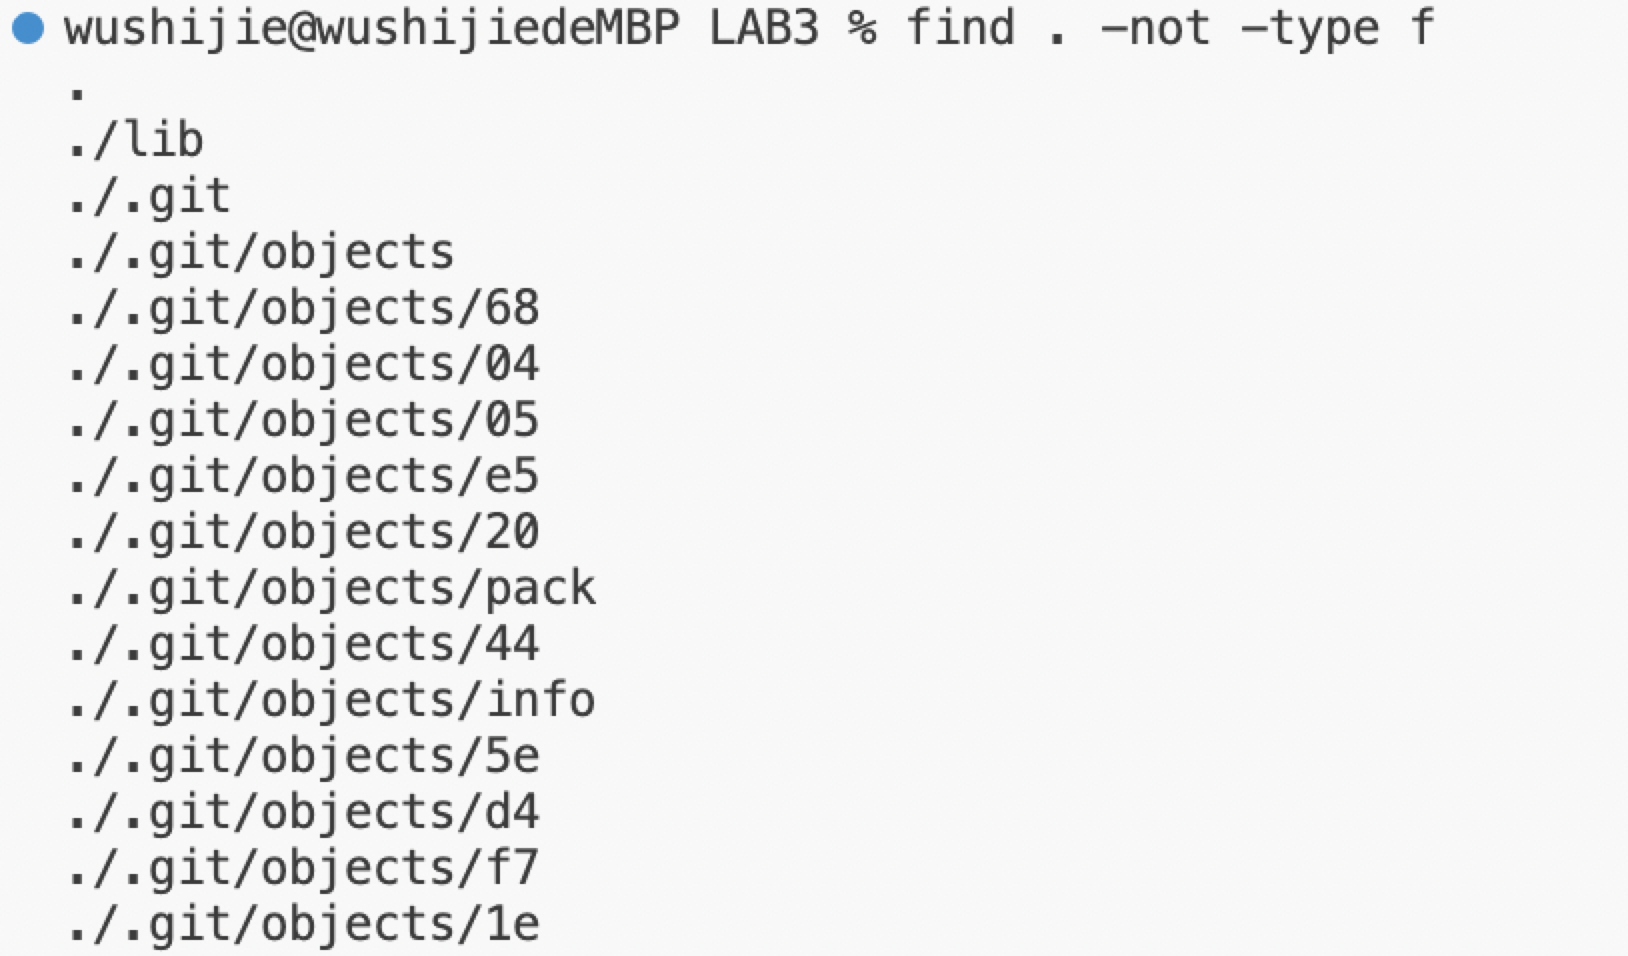 wushijie@wushijiedeMBP LAB3 % find . -not -type f
.
./lib
./.git
./.git/objects
./.git/objects/68
./.git/objects/04
./.git/objects/05
./.git/objects/e5
./.git/objects/20
./.git/objects/pack
./.git/objects/44
./.git/objects/info
./.git/objects/5e
./.git/objects/d4
./.git/objects/f7
./.git/objects/1e